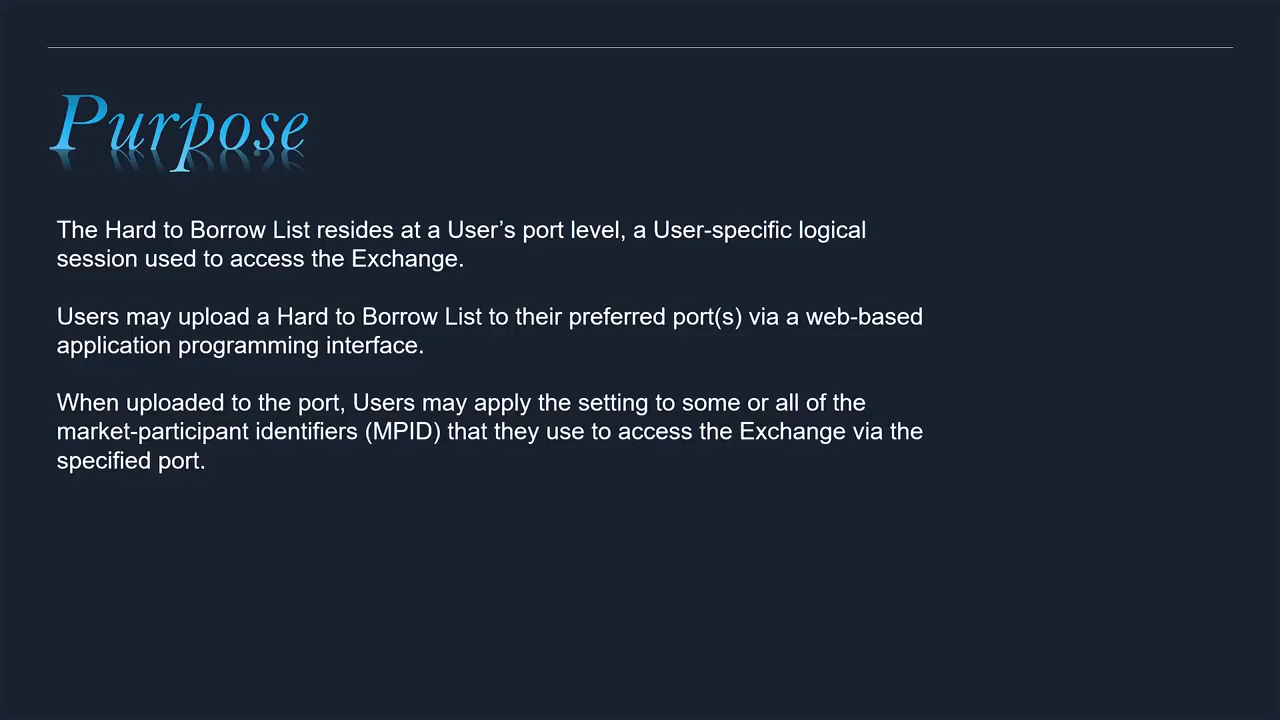 Purpose
The Hard to Borrow List resides at a User’s port level, a User-specific logical
session used to access the Exchange.
Users may upload a Hard to Borrow List to their preferred port(s) via a web-based
application programming interface.
When uploaded to the port, Users may apply the setting to some or all of the
market-participant identifiers (MPID) that they use to access the Exchange via the
specified port.